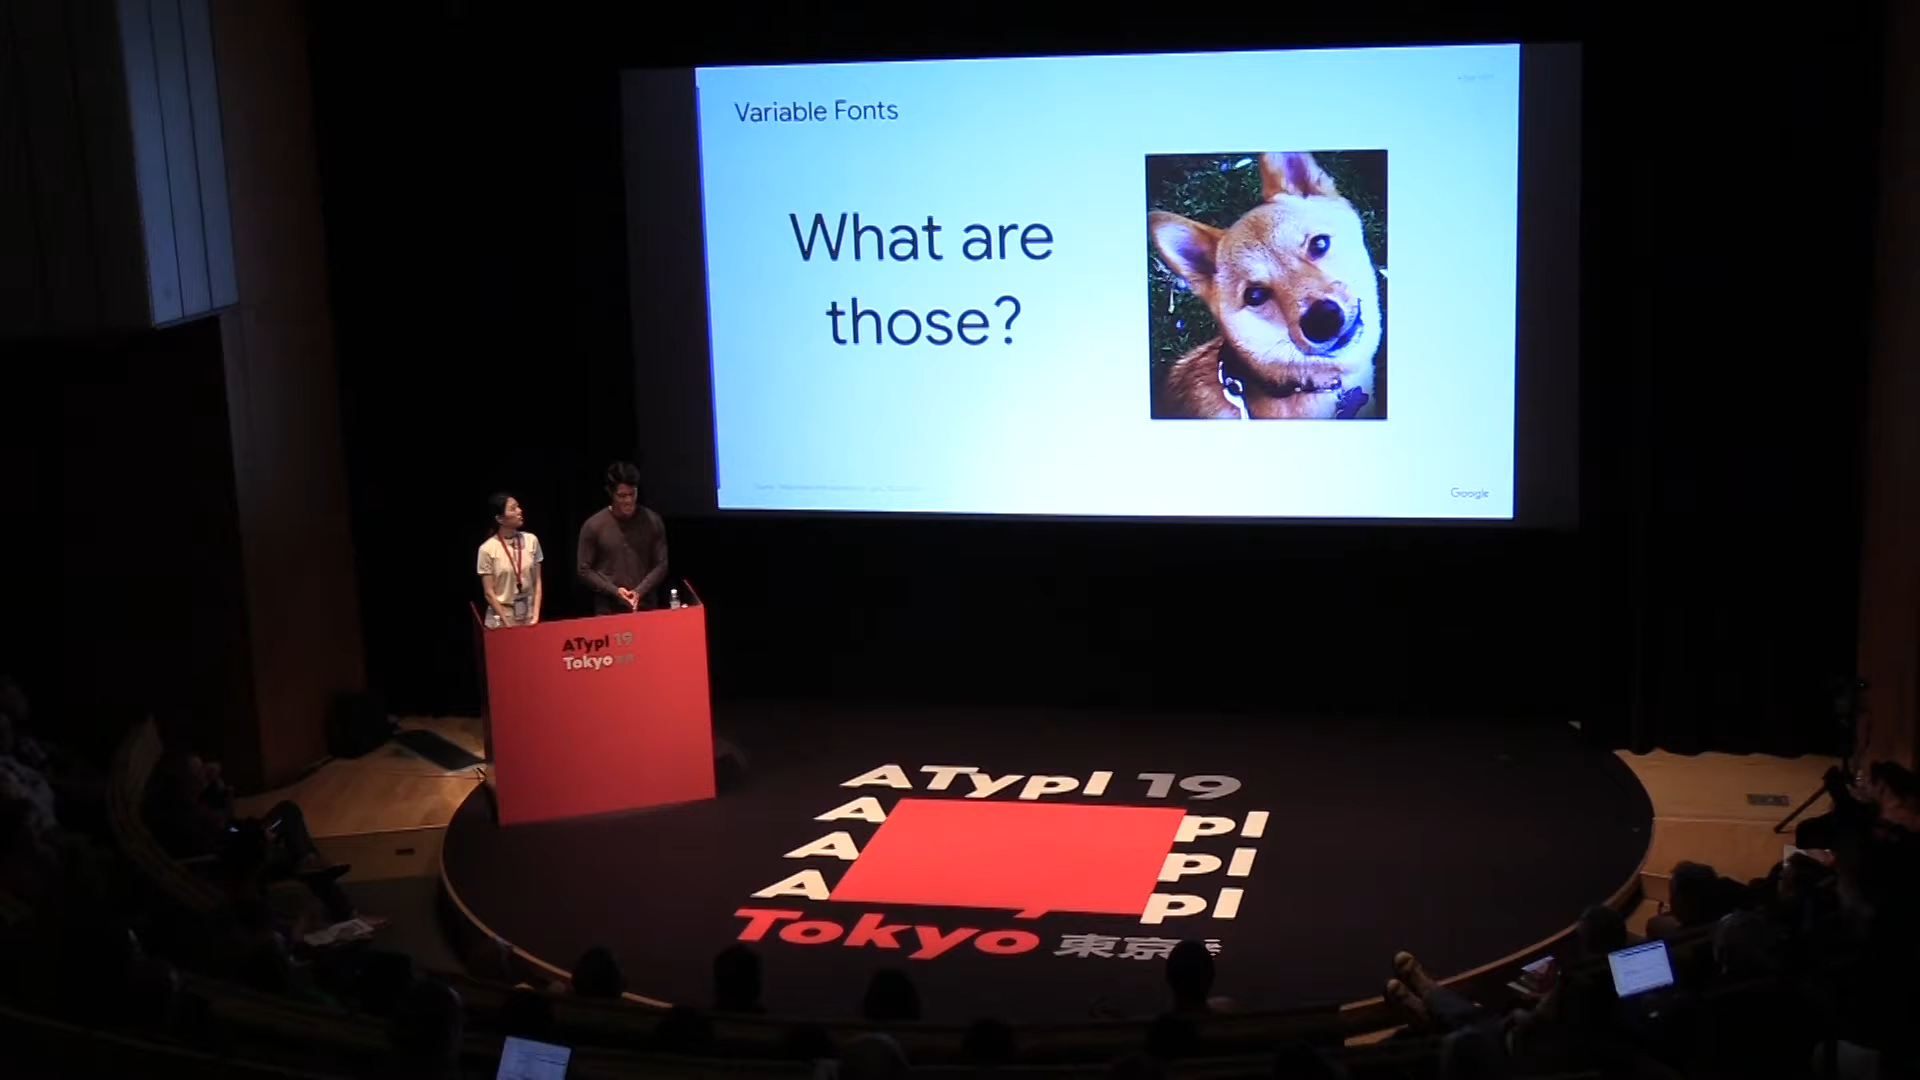 Variable Fonts
What are
those?
Google
ATypI 19
Tokyo
ATypI 19
A pI
A pI
A pI
Tokyo 東京